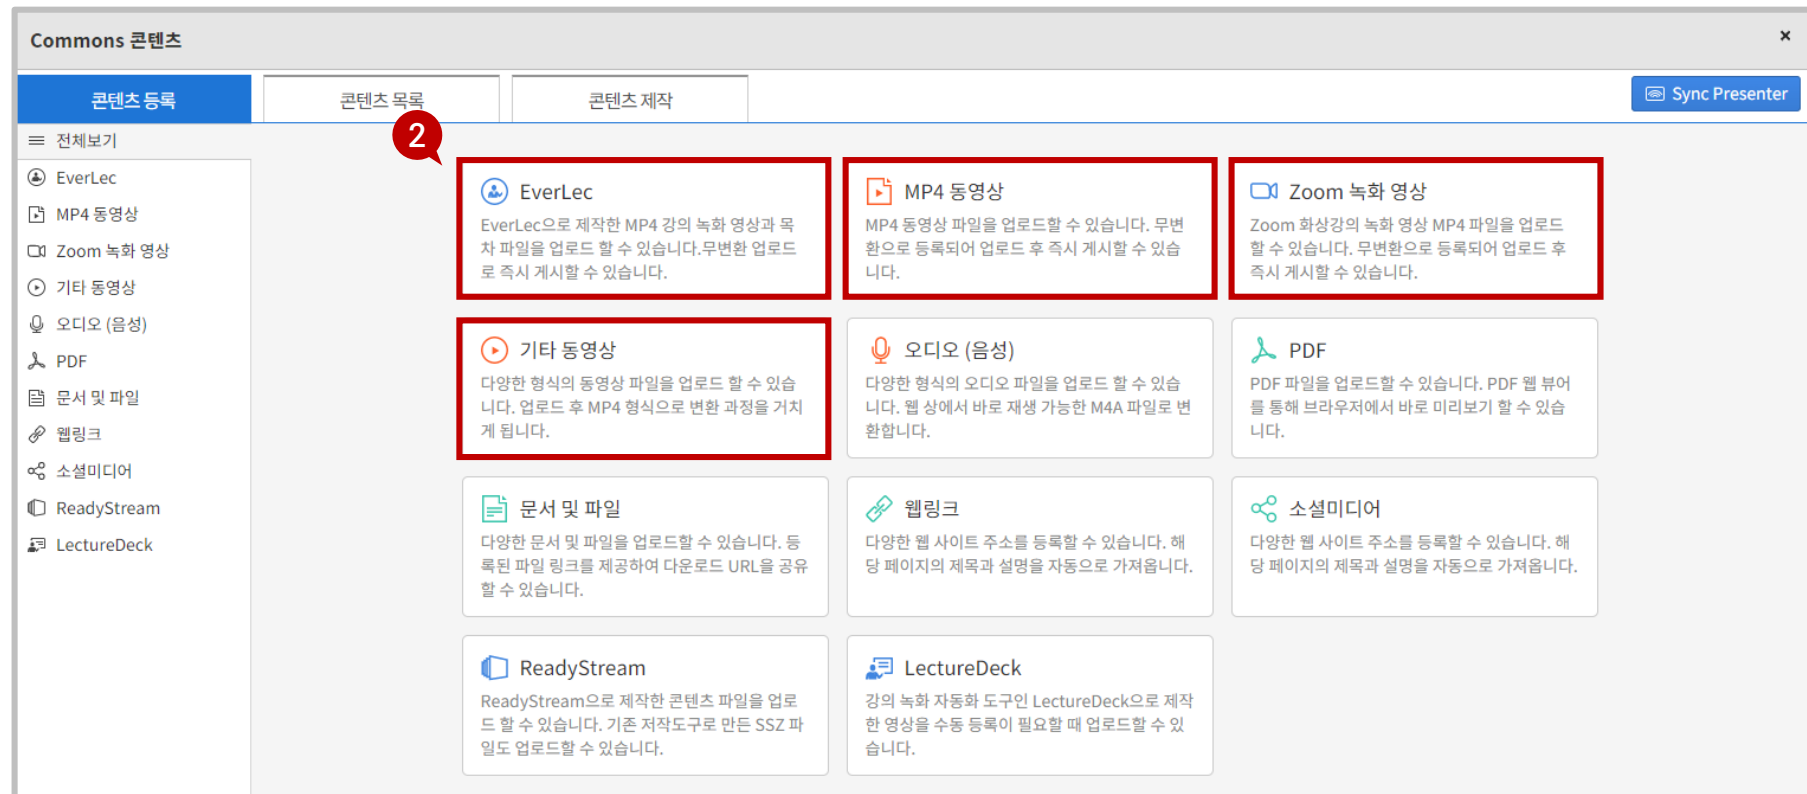 Commons 콘텐츠
×
콘텐츠 등록
콘텐츠 목록
콘텐츠 제작
Sync Presenter
2
전체보기
EverLec
MP4 동영상
Zoom 녹화 영상
기타 동영상
오디오 (음성)
PDF
문서 및 파일
웹링크
소셜미디어
ReadyStream
LectureDeck
EverLec
EverLec으로 제작한 MP4 강의 녹화 영상과 목
차 파일을 업로드 할 수 있습니다.무변환 업로드
로 즉시 게시할 수 있습니다.
MP4 동영상
MP4 동영상 파일을 업로드할 수 있습니다. 무변
환으로 등록되어 업로드 후 즉시 게시할 수 있습
니다.
Zoom 녹화 영상
Zoom 화상강의 녹화 영상 MP4 파일을 업로드
할 수 있습니다. 무변환으로 등록되어 업로드 후
즉시 게시할 수 있습니다.
기타 동영상
다양한 형식의 동영상 파일을 업로드 할 수 있습
니다. 업로드 후 MP4 형식으로 변환 과정을 거치
게 됩니다.
오디오 (음성)
다양한 형식의 오디오 파일을 업로드 할 수 있습
니다. 웹 상에서 바로 재생 가능한 M4A 파일로 변
환합니다.
PDF
PDF 파일을 업로드할 수 있습니다. PDF 웹 뷰어
를 통해 브라우저에서 바로 미리보기 할 수 있습
니다.
문서 및 파일
다양한 문서 및 파일을 업로드할 수 있습니다. 등
록된 파일 링크를 제공하여 다운로드 URL을 공유
할 수 있습니다.
웹링크
다양한 웹 사이트 주소를 등록할 수 있습니다. 해
당 페이지의 제목과 설명을 자동으로 가져옵니다.
소셜미디어
다양한 웹 사이트 주소를 등록할 수 있습니다. 해
당 페이지의 제목과 설명을 자동으로 가져옵니다.
ReadyStream
ReadyStream으로 제작한 콘텐츠 파일을 업로
드 할 수 있습니다. 기존 저작도구로 만든 SSZ 파
일도 업로드할 수 있습니다.
LectureDeck
강의 녹화 자동화 도구인 LectureDeck으로 제작
한 영상을 수동 등록이 필요할 때 업로드할 수 있
습니다.